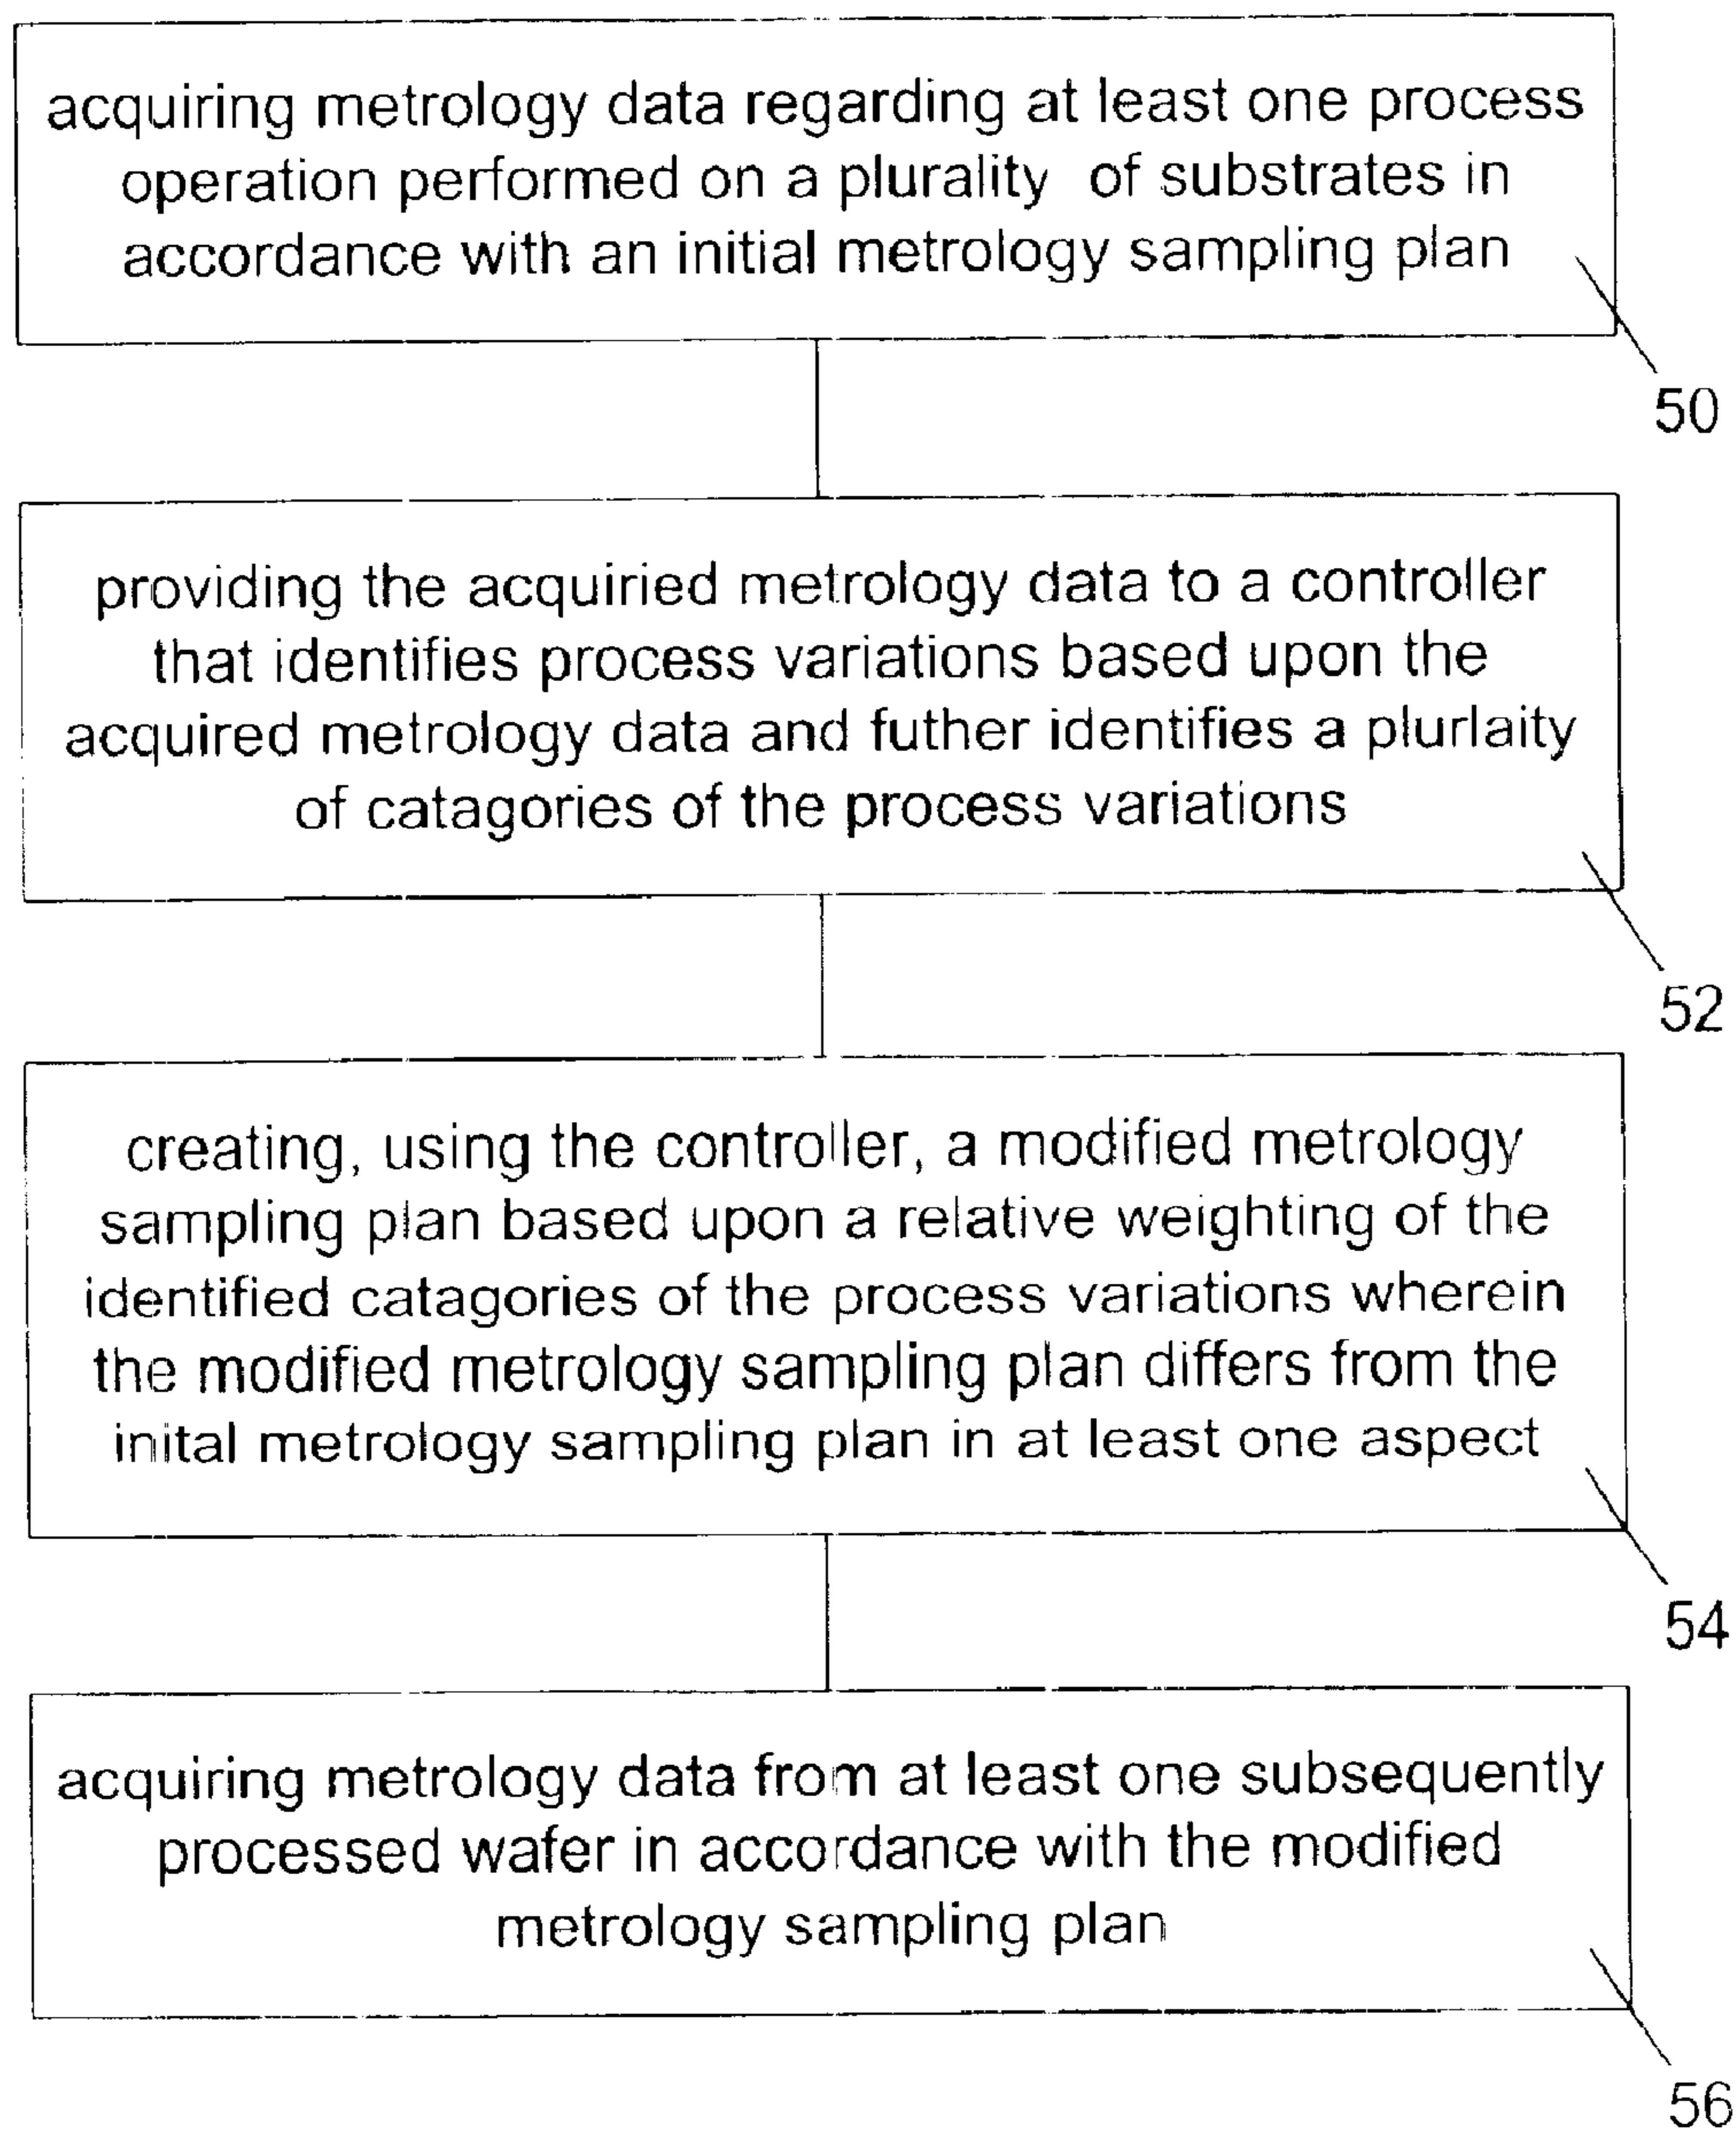 acquiring metrology data regarding at least one process
operation performed on a plurality of substrates in
accordance with an initial metrology sampling plan
50
providing the acquiried metrology data to a controller
that identifies process variations based upon the
acquired metrology data and futher identifies a plurlaity
of catagories of the process variations
52
creating, using the controller, a modified metrology
sampling plan based upon a relative weighting of the
identified catagories of the process variations wherein
the modified metrology sampling plan differs from the
inital metrology sampling plan in at least one aspect
54
acquiring metrology data from at least one subsequently
processed wafer in accordance with the modified
metrology sampling plan
56